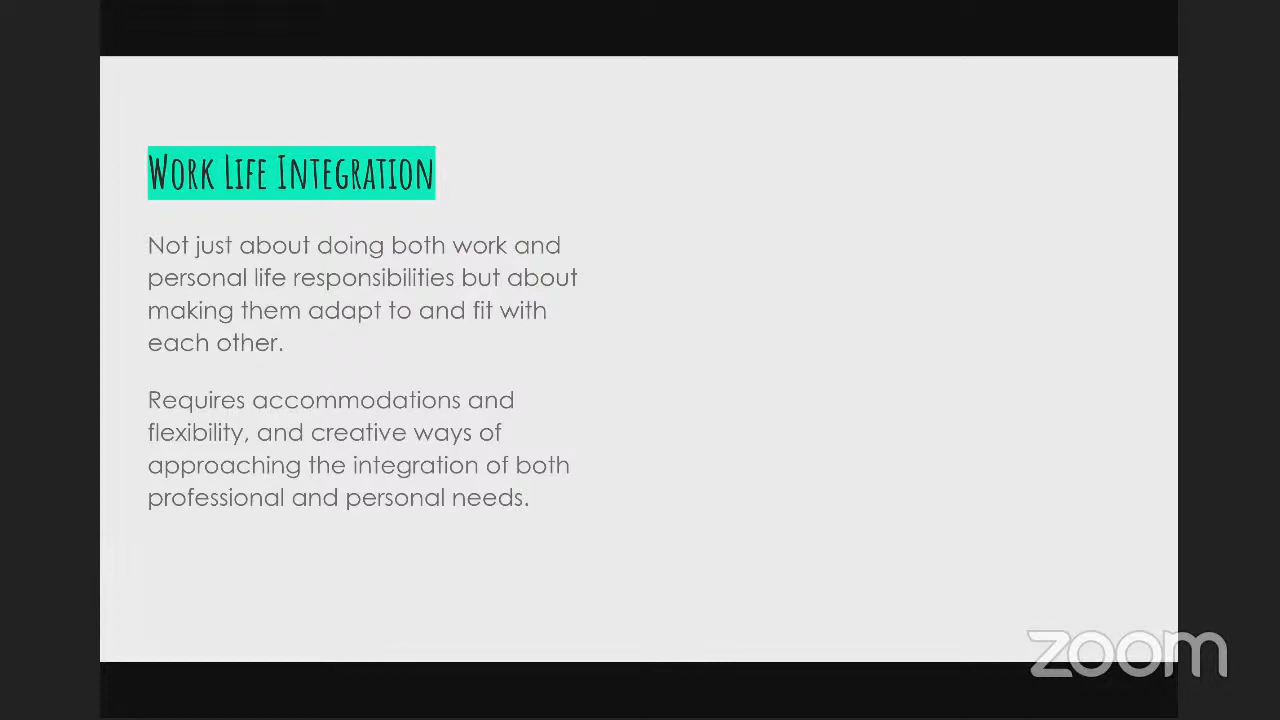 Work Life Integration
Not just about doing both work and
personal life responsibilities but about
making them adapt to and fit with
each other.
Requires accommodations and
flexibility, and creative ways of
approaching the integration of both
professional and personal needs.
zoom